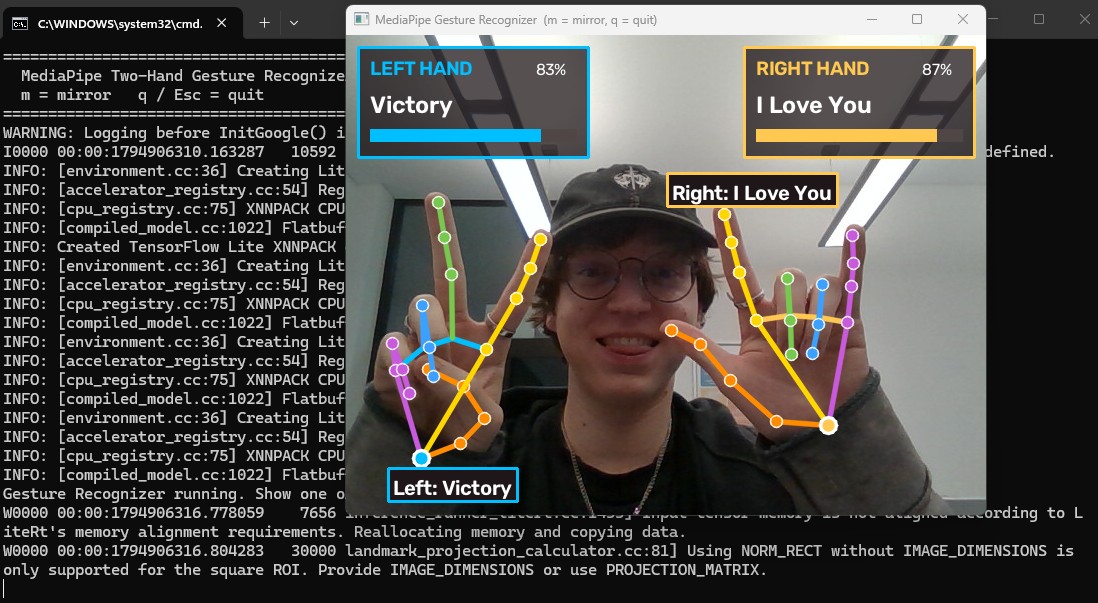 C:\WINDOWS\system32\cmd.
MediaPipe Gesture Recognizer (m = mirror, q = quit)
LEFT HAND 83%
Victory
RIGHT HAND 87%
I Love You
Right: I Love You
Left: Victory
================================
MediaPipe Two-Hand Gesture Recognize
m = mirror q / Esc = quit
================================
WARNING: Logging before InitGoogle() i
I0000 00:00:1794906310.163287 10592 defined.
INFO: [environment.cc:36] Creating Lit
INFO: [accelerator_registry.cc:54] Reg
INFO: [cpu_registry.cc:75] XNNPACK CPU
INFO: [compiled_model.cc:1022] Flatbuf
INFO: Created TensorFlow Lite XNNPACK
INFO: [environment.cc:36] Creating Lit
INFO: [accelerator_registry.cc:54] Reg
INFO: [cpu_registry.cc:75] XNNPACK CPU
INFO: [compiled_model.cc:1022] Flatbuf
INFO: [environment.cc:36] Creating Lit
INFO: [accelerator_registry.cc:54] Reg
INFO: [cpu_registry.cc:75] XNNPACK CPU
INFO: [compiled_model.cc:1022] Flatbuf
INFO: [environment.cc:36] Creating Lit
INFO: [accelerator_registry.cc:54] Reg
INFO: [cpu_registry.cc:75] XNNPACK CPU
INFO: [compiled_model.cc:1022] Flatbuf
Gesture Recognizer running. Show one o
W0000 00:00:1794906316.778059 7656 Input tensor memory is not aligned according to L
iteRt's memory alignment requirements. Reallocating memory and copying data.
W0000 00:00:1794906316.804283 30000 landmark_projection_calculator.cc:81] Using NORM_RECT without IMAGE_DIMENSIONS is
only supported for the square ROI. Provide IMAGE_DIMENSIONS or use PROJECTION_MATRIX.